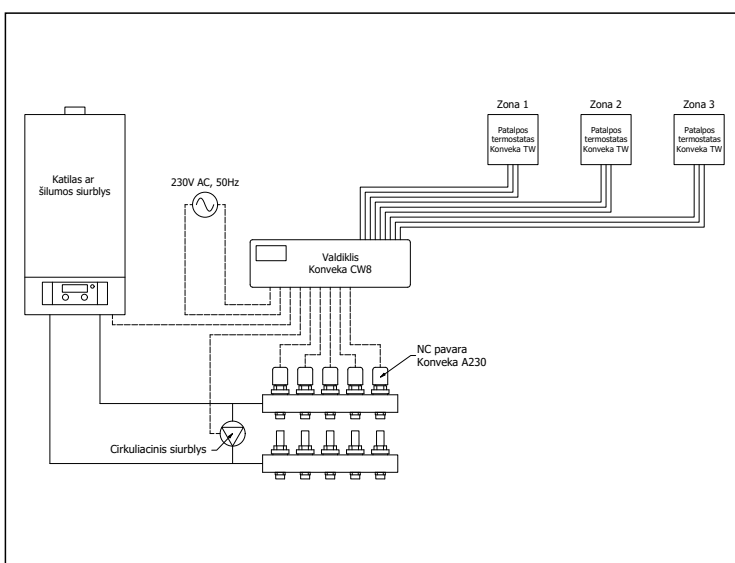 Zona 1
Zona 2
Zona 3
Patalpos
termostatas
Konveka TW
Patalpos
termostatas
Konveka TW
Patalpos
termostatas
Konveka TW
Katilas ar
šilumos siurblys
230V AC, 50Hz
Valdiklis
Konveka CW8
NC pavara
Konveka A230
Cirkuliacinis siurblys